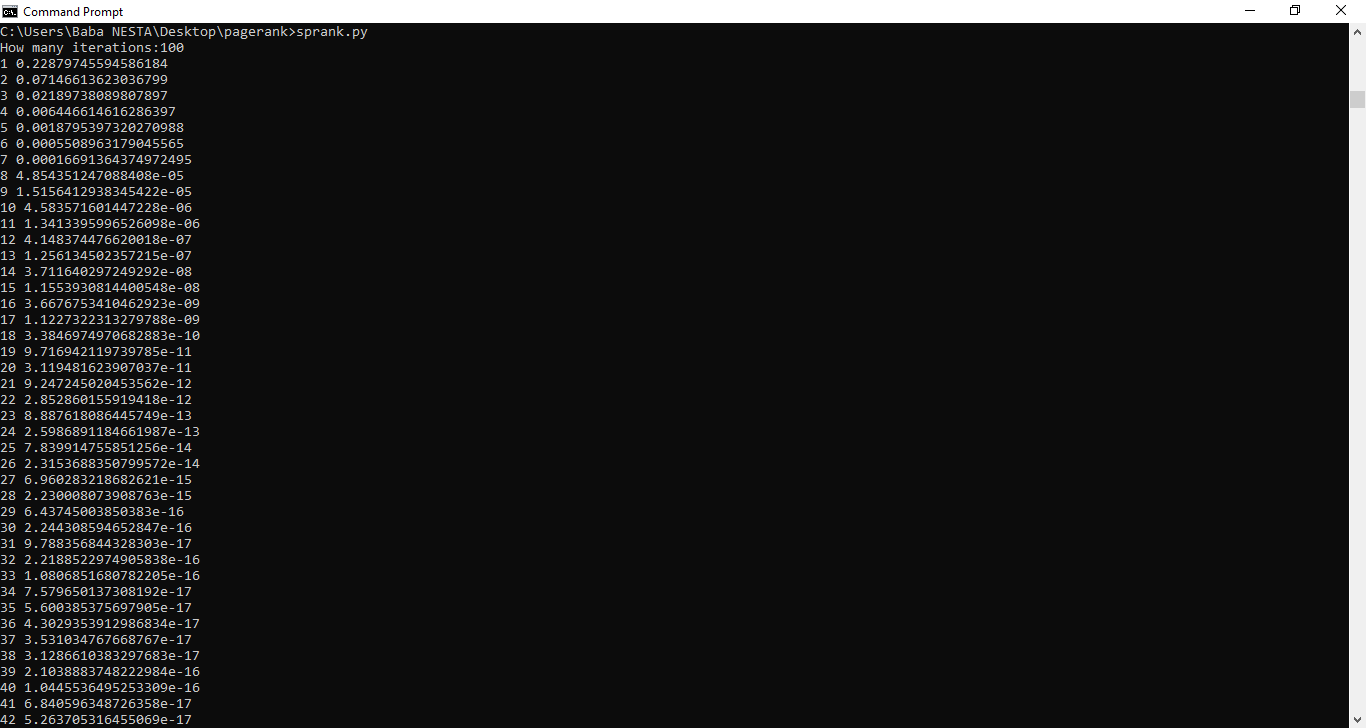 Command Prompt
C:\Users\Baba NESTA\Desktop\pagerank>sprank.py
How many iterations:100
1 0.22879745594586184
2 0.07146613623036799
3 0.02189738089807897
4 0.006446614616286397
5 0.0018795397320270988
6 0.0005508963179045565
7 0.00016691364374972495
8 4.854351247088408e-05
9 1.5156412938345422e-05
10 4.583571601447228e-06
11 1.3413395996526098e-06
12 4.148374476620018e-07
13 1.256134502357215e-07
14 3.711640297249292e-08
15 1.1553930814400548e-08
16 3.6676753410462923e-09
17 1.1227322313279788e-09
18 3.3846974970682883e-10
19 9.716942119739785e-11
20 3.119481623907037e-11
21 9.247245020453562e-12
22 2.852860155919418e-12
23 8.887618086445749e-13
24 2.5986891184661987e-13
25 7.839914755851256e-14
26 2.3153688350799572e-14
27 6.960283218682621e-15
28 2.230008073908763e-15
29 6.43745003850383e-16
30 2.244308594652847e-16
31 9.788356844328303e-17
32 2.2188522974905838e-16
33 1.0806851680782205e-16
34 7.579650137308192e-17
35 5.600385375697905e-17
36 4.3029353912986834e-17
37 3.531034767668767e-17
38 3.1286610383297683e-17
39 2.1038883748222984e-16
40 1.0445536495253309e-16
41 6.840596348726358e-17
42 5.263705316455069e-17